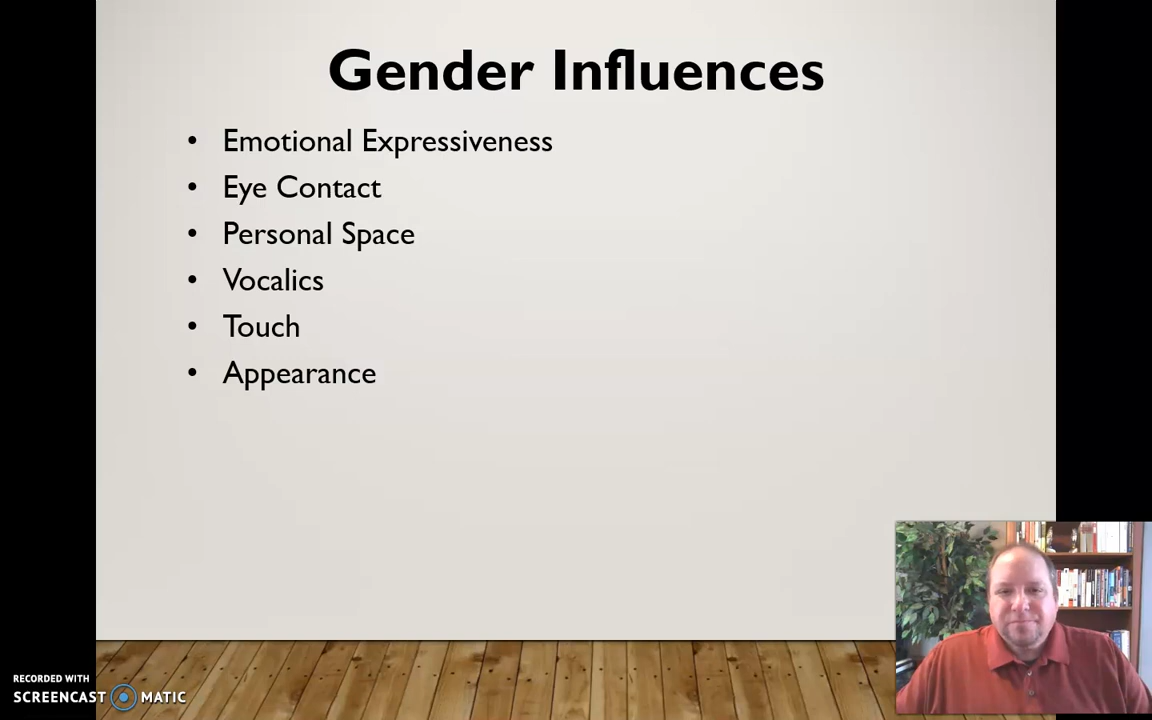 Gender Influences
• Emotional Expressiveness
• Eye Contact
• Personal Space
• Vocalics
• Touch
• Appearance
RECORDED WITH
SCREENCAST MATIC